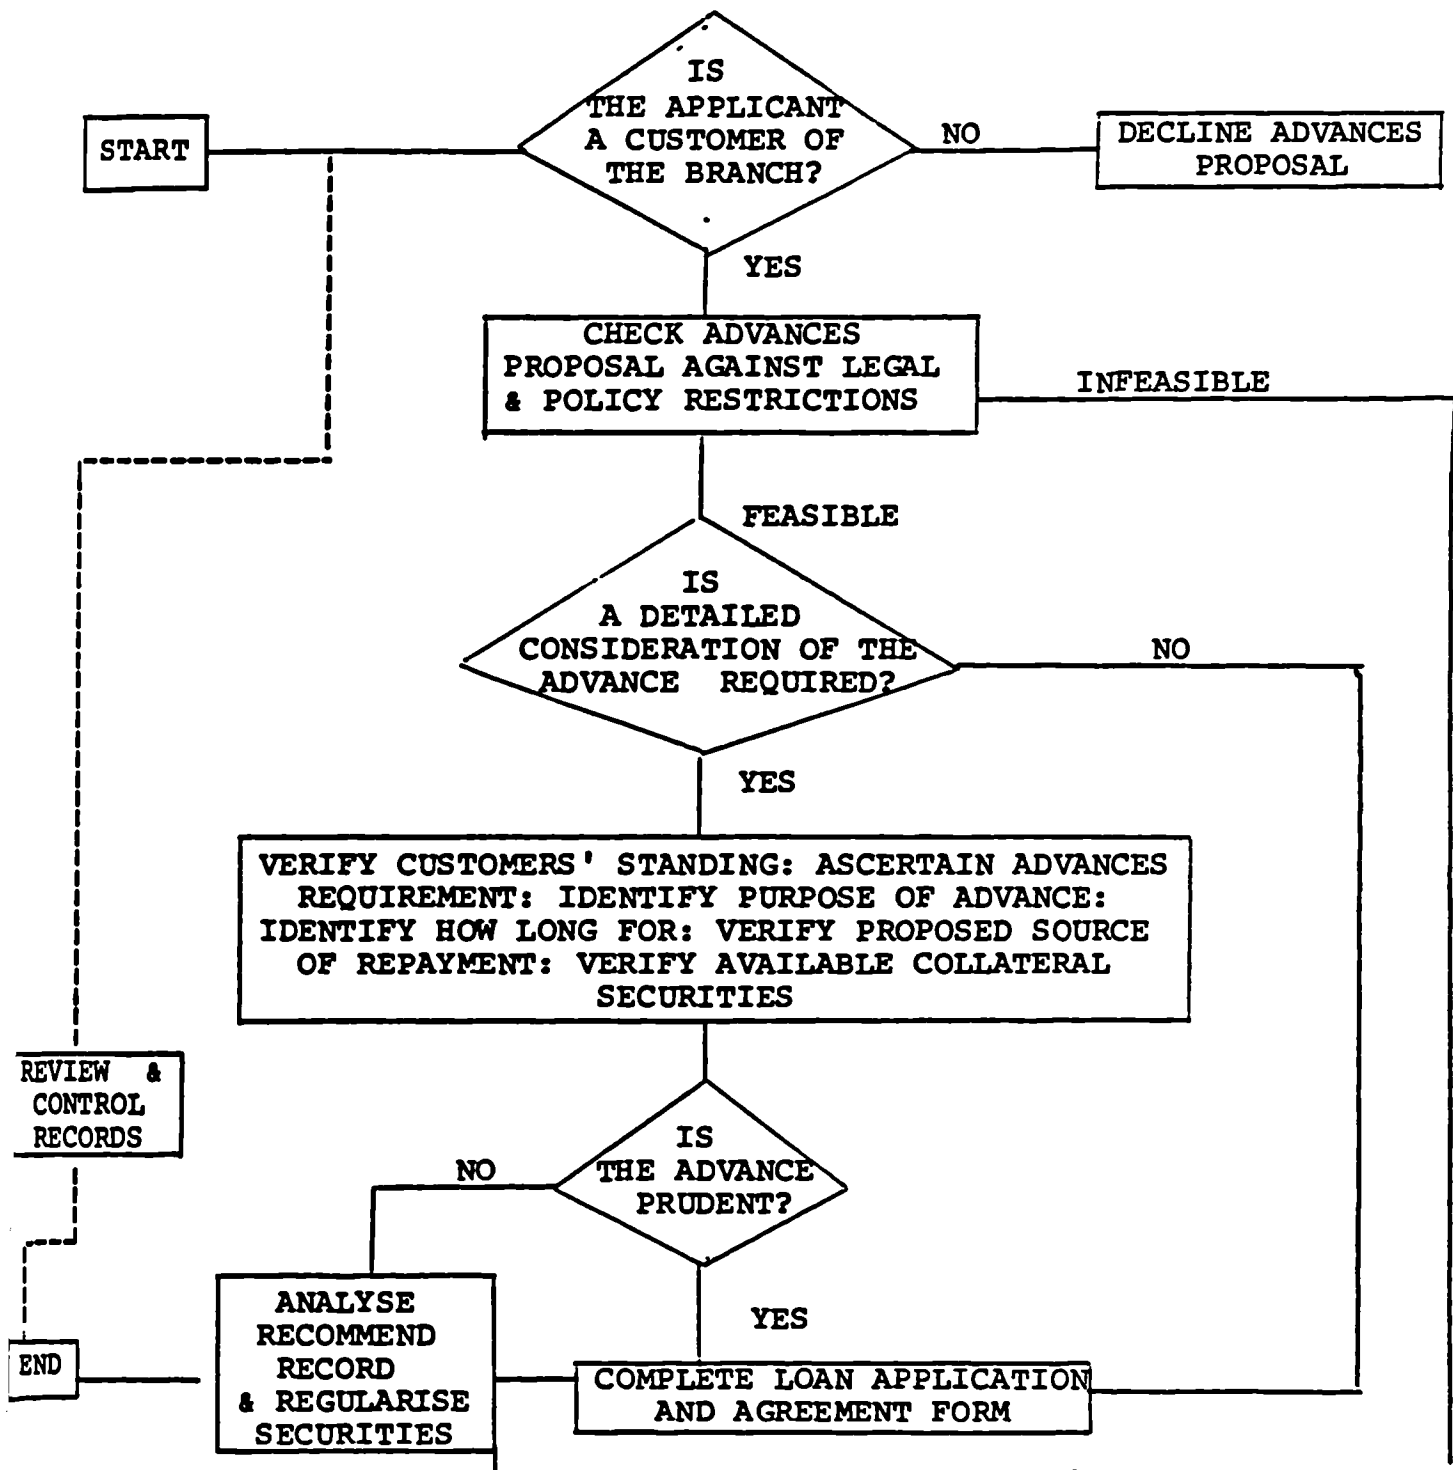 START
IS
THE APPLICANT
A CUSTOMER OF
THE BRANCH?
NO
DECLINE ADVANCES
PROPOSAL
YES
CHECK ADVANCES
PROPOSAL AGAINST LEGAL
& POLICY RESTRICTIONS
INFEASIBLE
FEASIBLE
IS
A DETAILED
CONSIDERATION OF THE
ADVANCE REQUIRED?
NO
YES
VERIFY CUSTOMERS' STANDING: ASCERTAIN ADVANCES
REQUIREMENT: IDENTIFY PURPOSE OF ADVANCE:
IDENTIFY HOW LONG FOR: VERIFY PROPOSED SOURCE
OF REPAYMENT: VERIFY AVAILABLE COLLATERAL
SECURITIES
REVIEW &
CONTROL
RECORDS
IS
THE ADVANCE
PRUDENT?
NO
YES
ANALYSE
RECOMMEND
RECORD
& REGULARISE
SECURITIES
END
COMPLETE LOAN APPLICATION
AND AGREEMENT FORM